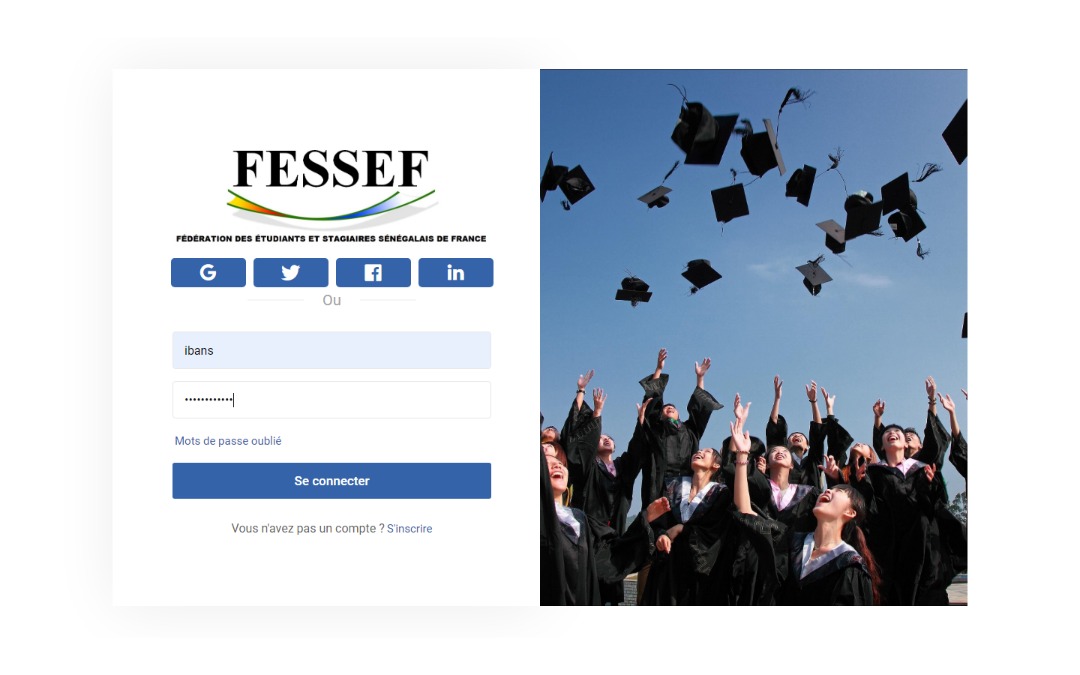 FESSEF
FÉDÉRATION DES ÉTUDIANTS ET STAGIAIRES SÉNÉGALAIS DE FRANCE
Ou
ibans
••••••••••••
Mots de passe oublié
Se connecter
Vous n'avez pas un compte ? S'inscrire